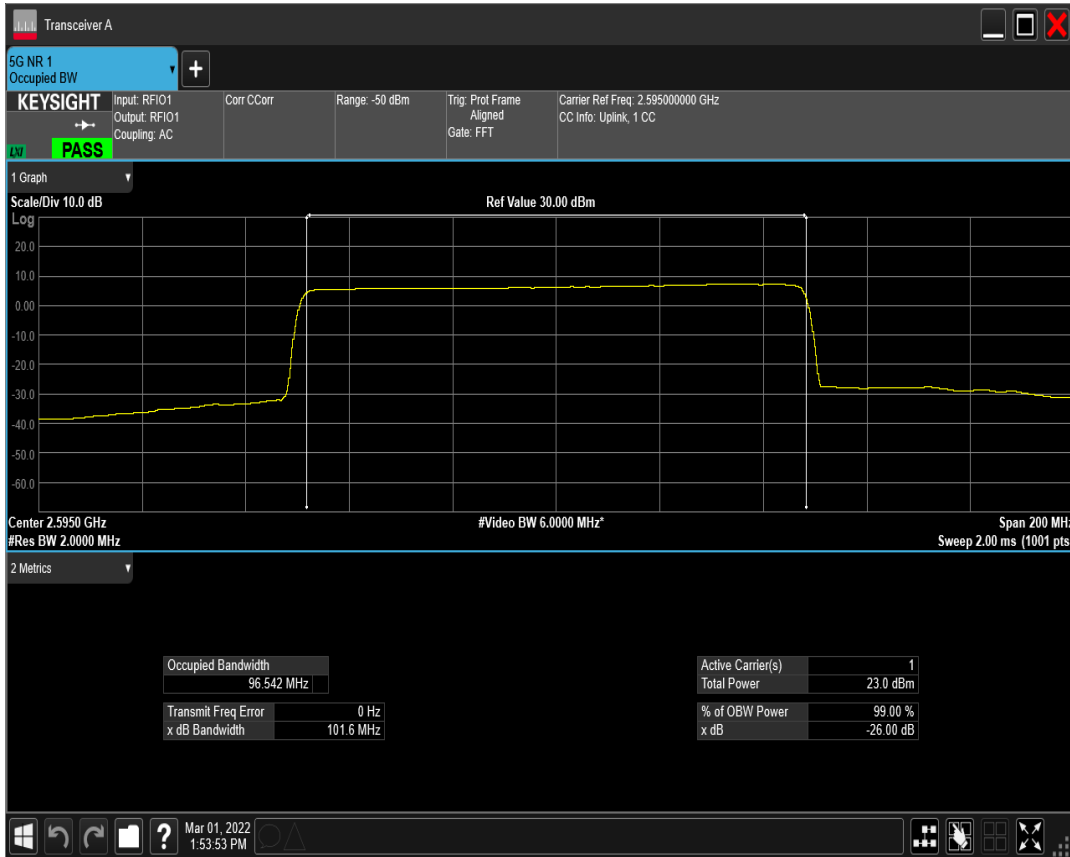 Transceiver A
5G NR 1
Occupied BW
+
KEYSIGHT
LXI
PASS
Input: RFIO1
Output: RFIO1
Coupling: AC
Corr CCorr
Range: -50 dBm
Trig: Prot Frame
Aligned
Gate: FFT
Carrier Ref Freq: 2.595000000 GHz
CC Info: Uplink, 1 CC
1 Graph
Scale/Div 10.0 dB
Ref Value 30.00 dBm
Log
20.0
10.0
0.00
-10.0
-20.0
-30.0
-40.0
-50.0
-60.0
Center 2.5950 GHz
#Video BW 6.0000 MHz*
Span 200 MHz
#Res BW 2.0000 MHz
Sweep 2.00 ms (1001 pts
2 Metrics
Occupied Bandwidth
96.542 MHz
Transmit Freq Error 0 Hz
x dB Bandwidth 101.6 MHz
Active Carrier(s) 1
Total Power 23.0 dBm
% of OBW Power 99.00 %
x dB -26.00 dB
?
Mar 01, 2022
1:53:53 PM